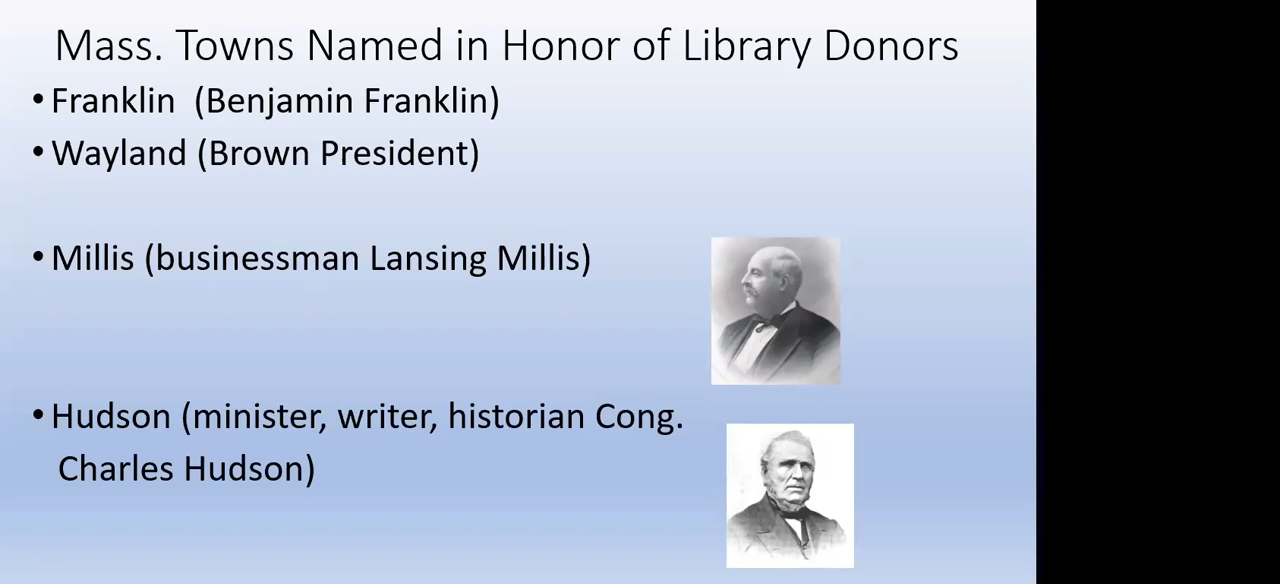 Mass. Towns Named in Honor of Library Donors
• Franklin (Benjamin Franklin)
• Wayland (Brown President)
• Millis (businessman Lansing Millis)
• Hudson (minister, writer, historian Cong.
Charles Hudson)